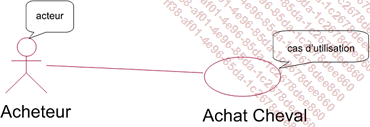 acteur
cas d'utilisation
Acheteur
Achat Cheval